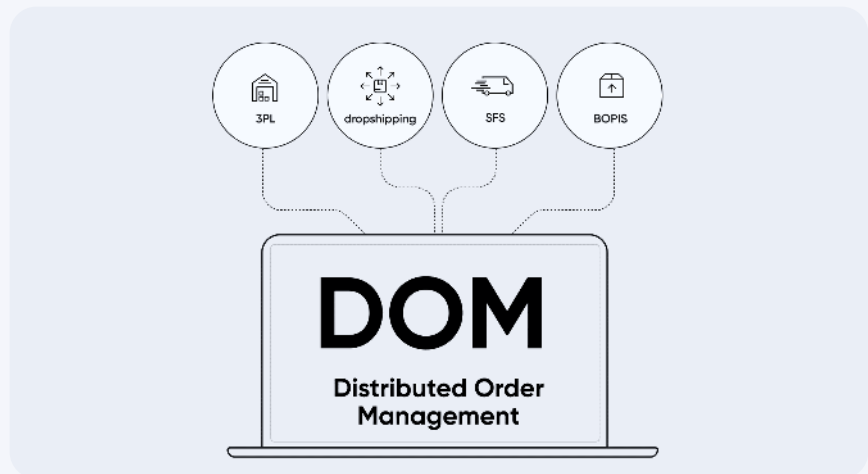 3PL
dropshipping
SFS
BOPIS
DOM
Distributed Order
Management